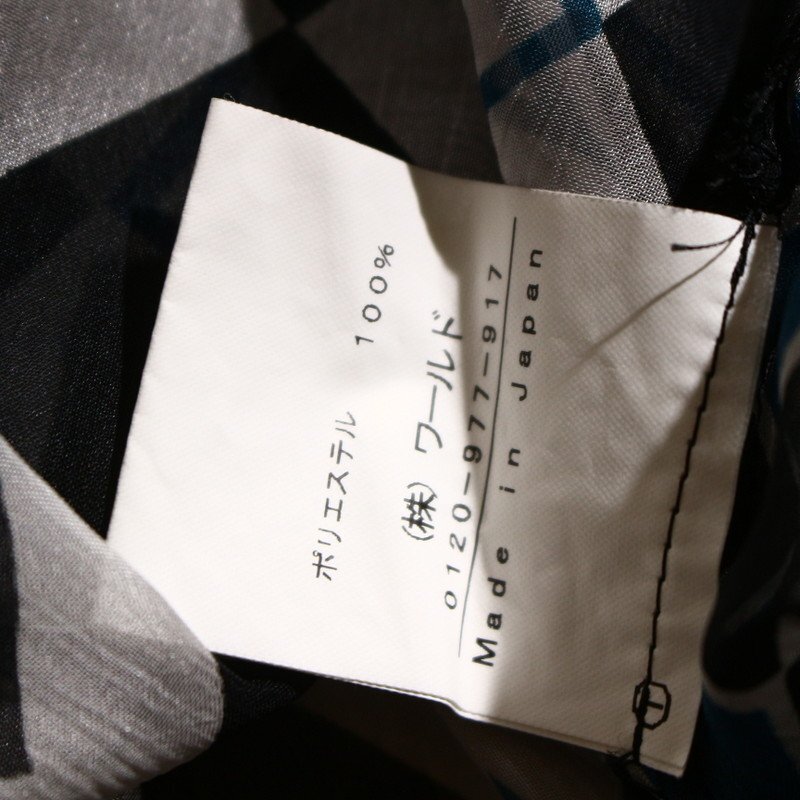 ポリエステル 100%
(株) ワールド
0120-977-917
Made in Japan